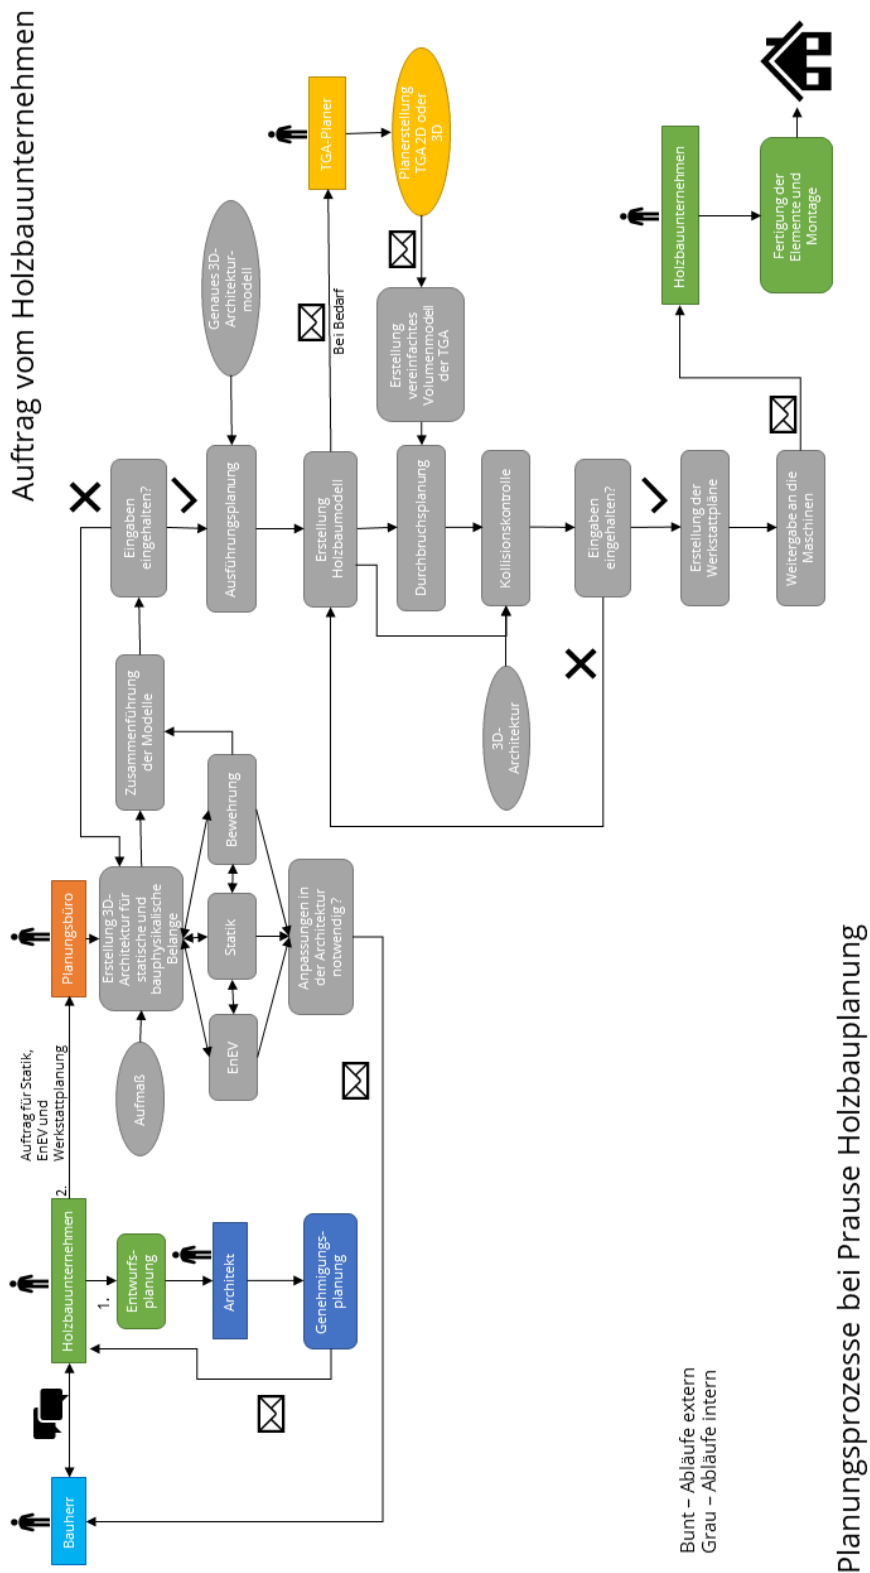 Auftrag vom Holzbauunternehmen
Bauherr
Holzbauunternehmen
1.
2.
Auftrag für Statik,
EnEV und
Werkstattplanung
Planungsbüro
Entwurfs-
planung
Architekt
Genehmigungs-
planung
Aufmaß
Erstellung 3D-
Architektur für
statische und
bauphysikalische
Belange
EnEV
Statik
Bewehrung
Anpassungen in
der Architektur
notwendig?
Zusammenführung
der Modelle
Eingaben
eingehalten?
Genaues 3D-
Architektur-
modell
Ausführungsplanung
Erstellung
Holzbaumodell
Bei Bedarf
TGA-Planer
Planerstellung
TGA 2D oder
3D
Erstellung
vereinfachtes
Volumenmodell
der TGA
Durchbruchsplanung
3D-
Architektur
Kollisionskontrolle
Eingaben
eingehalten?
Erstellung der
Werkstattpläne
Weitergabe an die
Maschinen
Holzbauunternehmen
Fertigung der
Elemente und
Montage
Bunt – Abläufe extern
Grau – Abläufe intern
Planungsprozesse bei Prause Holzbauplanung